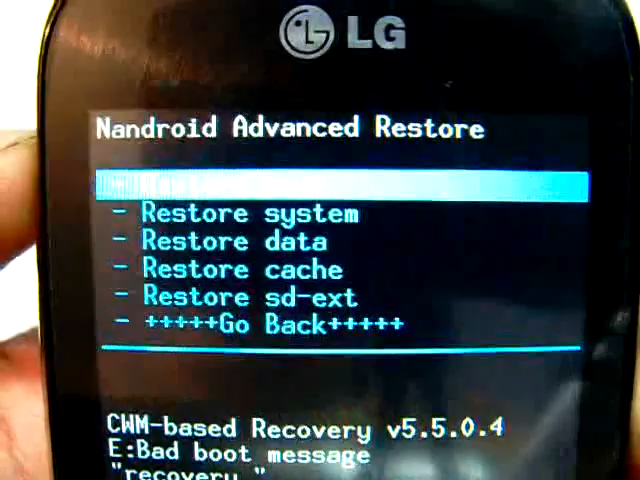 LG
Nandroid Advanced Restore
- Restore system
- Restore data
- Restore cache
- Restore sd-ext
- +++++Go Back+++++
CWM-based Recovery v5.5.0.4
E:Bad boot message
"recovery "